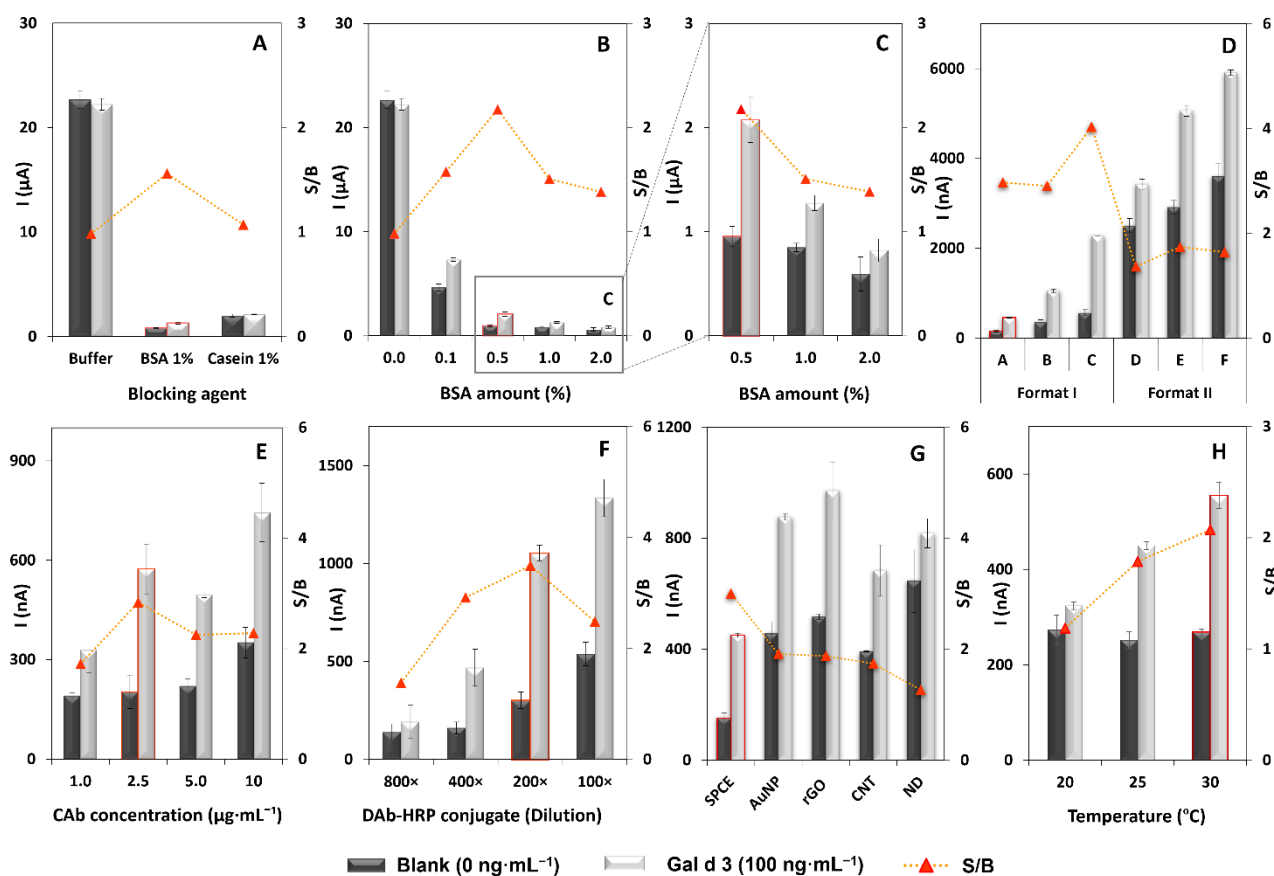 A
30
20
10
0
I (µA)
3
2
1
0
S/B
Buffer BSA 1% Casein 1%
Blocking agent
B
30
20
10
0
I (µA)
3
2
1
0
S/B
C
0.0 0.1 0.5 1.0 2.0
BSA amount (%)
C
3
2
1
0
I (µA)
3
2
1
0
S/B
0.5 1.0 2.0
BSA amount (%)
D
6000
4000
2000
0
I (nA)
6
4
2
0
S/B
A B C D E F
Format I Format II
E
900
600
300
0
I (nA)
6
4
2
0
S/B
1.0 2.5 5.0 10
CAb concentration (µg·mL⁻¹)
F
1500
1000
500
0
I (nA)
6
4
2
0
S/B
800× 400× 200× 100×
DAb-HRP conjugate (Dilution)
G
1200
800
400
0
I (nA)
6
4
2
0
S/B
SPCE AuNP rGO CNT ND
H
600
400
200
0
I (nA)
3
2
1
0
S/B
20 25 30
Temperature (°C)
Blank (0 ng·mL⁻¹) Gal d 3 (100 ng·mL⁻¹) S/B